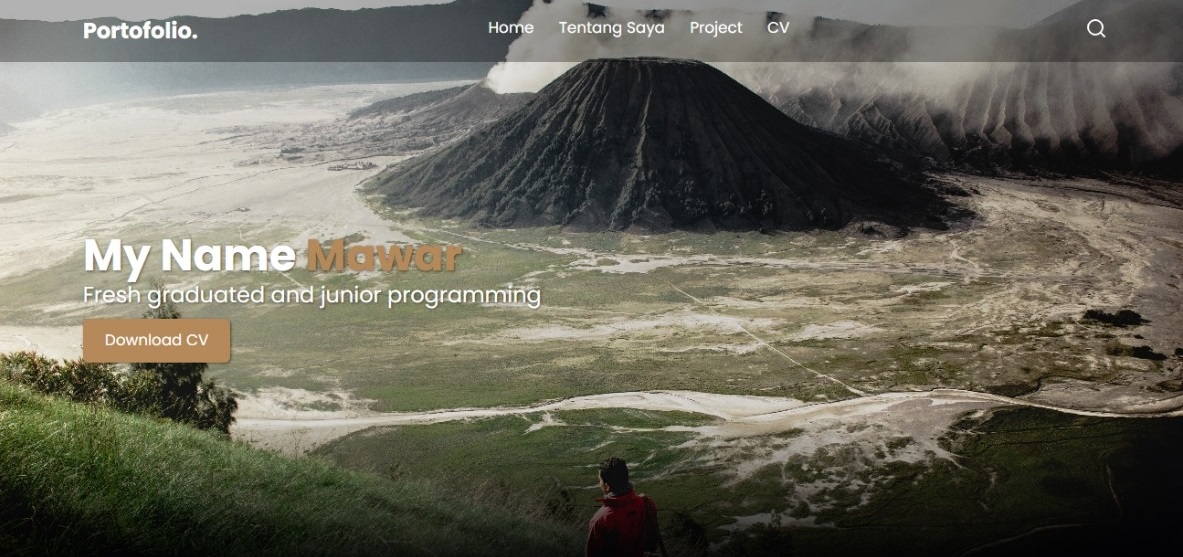 Portofolio.
Home Tentang Saya Project CV
My Name Mawar
Fresh graduated and junior programming
Download CV